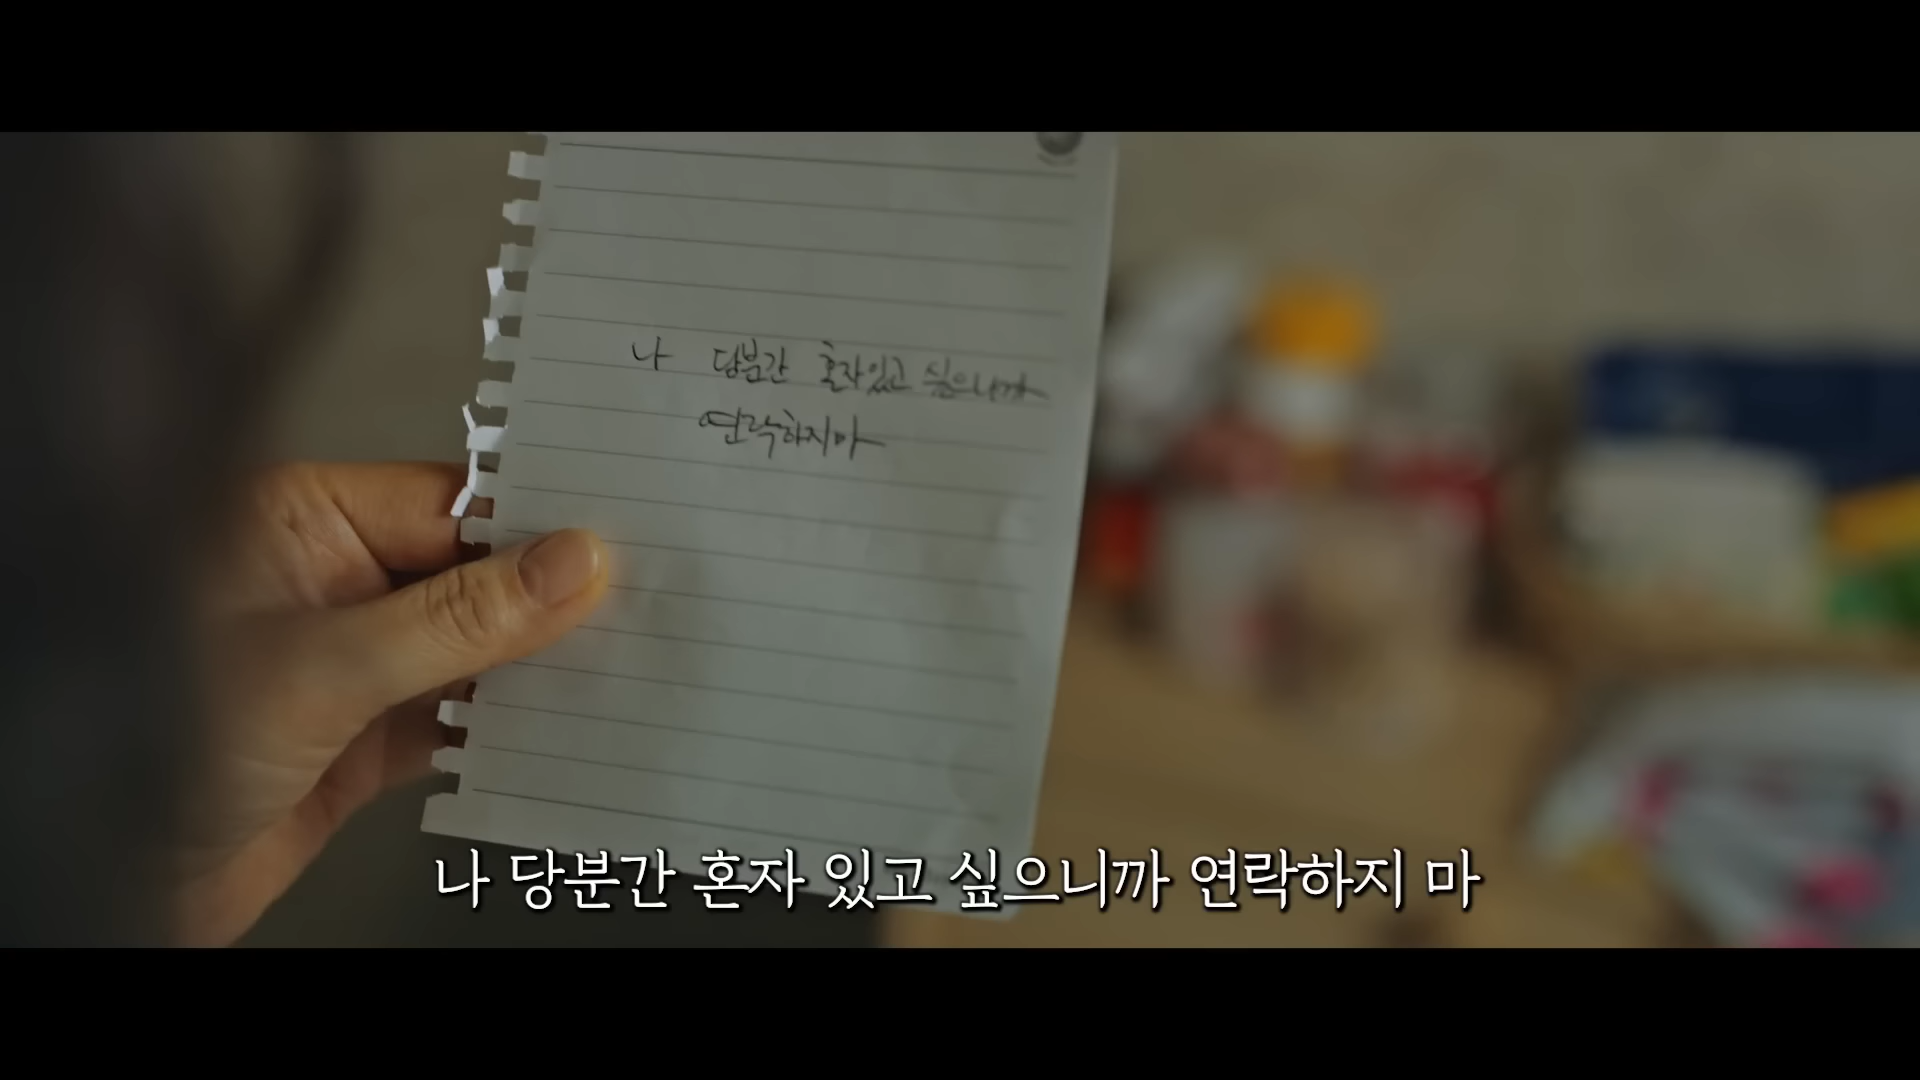 나 당분간 혼자있고 싶으니까
연락하지마
나 당분간 혼자 있고 싶으니까 연락하지 마